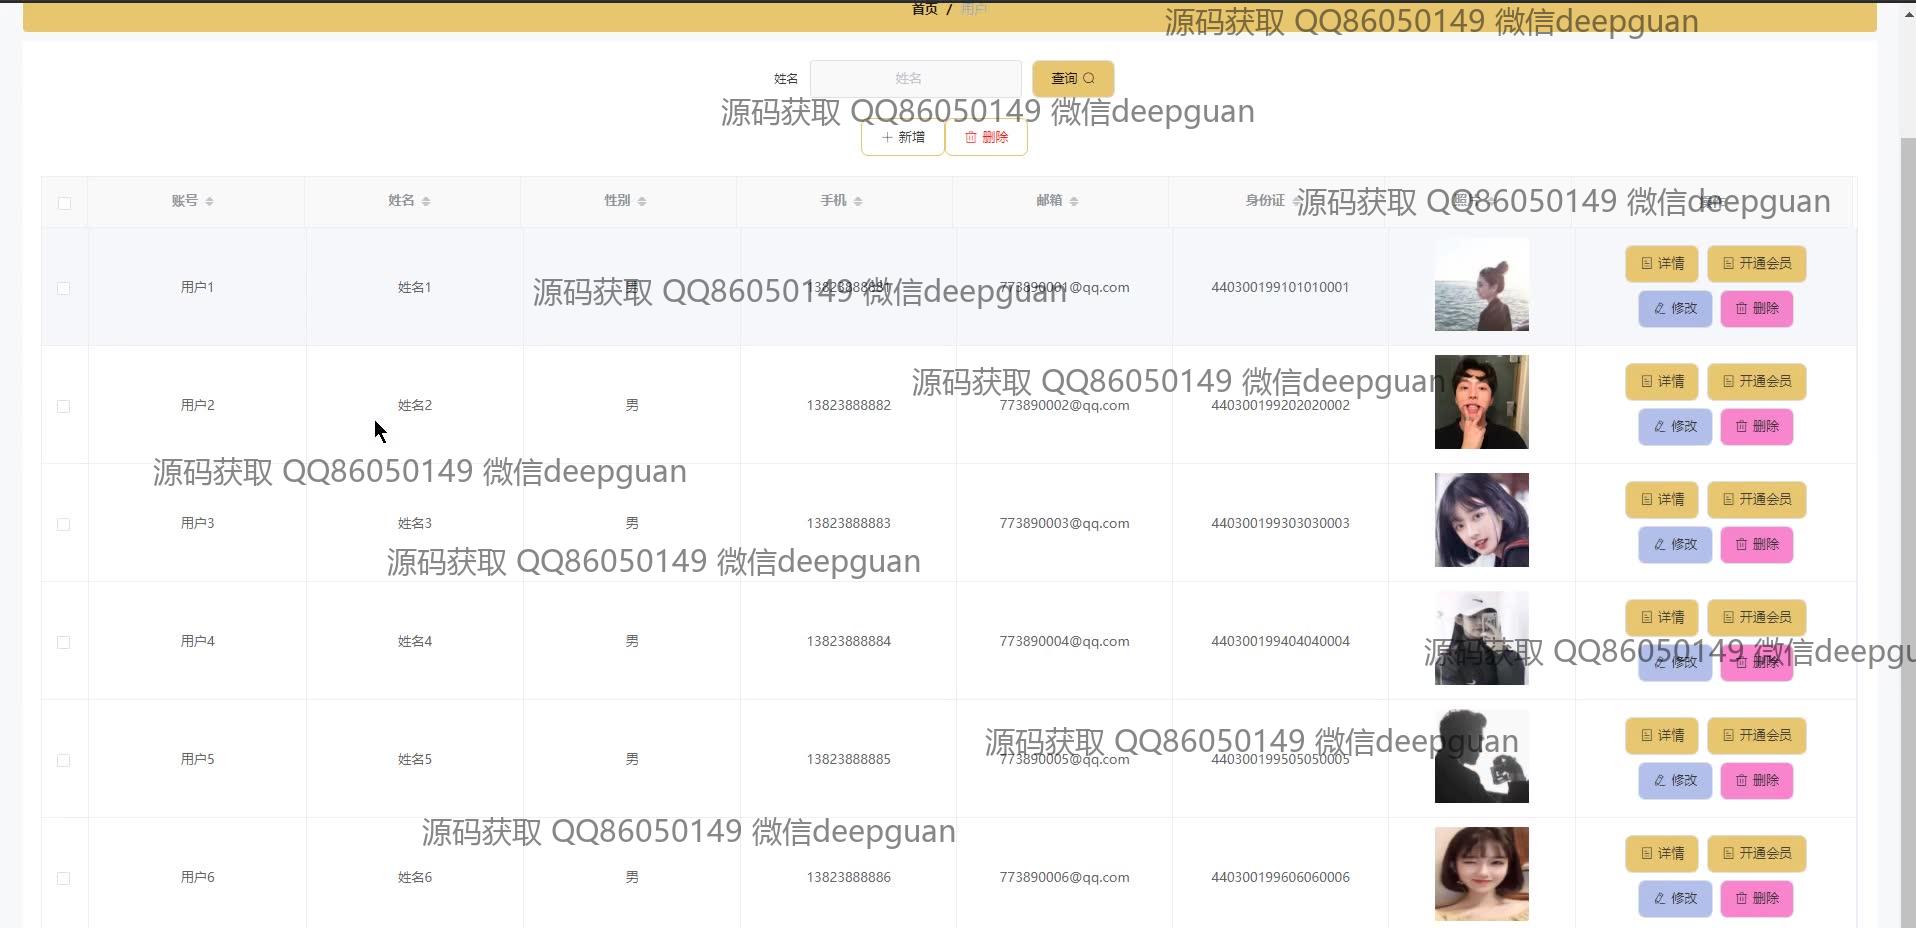 首页 / 用户
源码获取 QQ86050149 微信deepguan
姓名 姓名 查询
源码获取 QQ86050149 微信deepguan
新增 删除
账号 姓名 性别 手机 邮箱 身份证 照片 操作
源码获取 QQ86050149 微信deepguan
用户1 姓名1 男 13823888881 773890001@qq.com 440300199101010001 详情 开通会员
修改 删除
源码获取 QQ86050149 微信deepguan
源码获取 QQ86050149 微信deepguan
用户2 姓名2 男 13823888882 773890002@qq.com 440300199202020002 详情 开通会员
修改 删除
源码获取 QQ86050149 微信deepguan
用户3 姓名3 男 13823888883 773890003@qq.com 440300199303030003 详情 开通会员
修改 删除
源码获取 QQ86050149 微信deepguan
用户4 姓名4 男 13823888884 773890004@qq.com 440300199404040004 详情 开通会员
修改 删除
源码获取 QQ86050149 微信deepgu
源码获取 QQ86050149 微信deepguan
用户5 姓名5 男 13823888885 773890005@qq.com 440300199505050005 详情 开通会员
修改 删除
源码获取 QQ86050149 微信deepguan
用户6 姓名6 男 13823888886 773890006@qq.com 440300199606060006 详情 开通会员
修改 删除